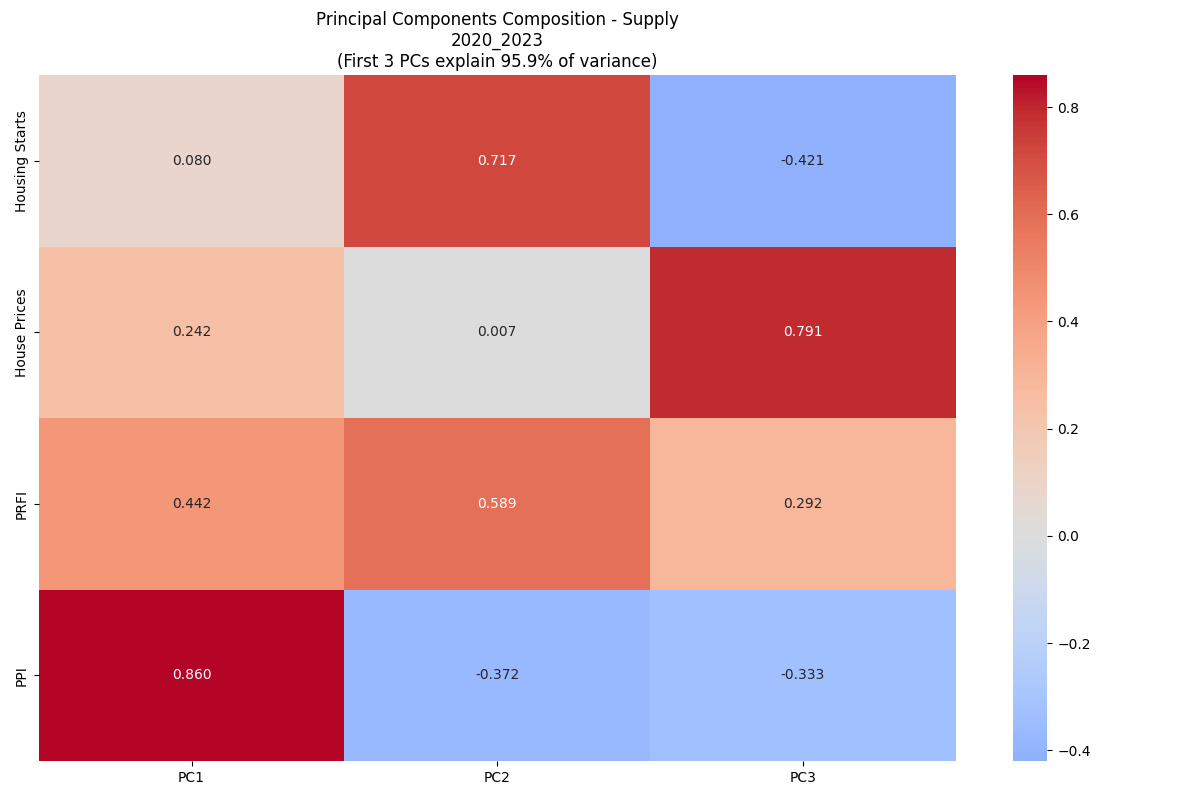 Principal Components Composition - Supply
2020_2023
(First 3 PCs explain 95.9% of variance)
Housing Starts
0.080
0.717
-0.421
House Prices
0.242
0.007
0.791
PRFI
0.442
0.589
0.292
PPI
0.860
-0.372
-0.333
PC1
PC2
PC3
0.8
0.6
0.4
0.2
0.0
−0.2
−0.4